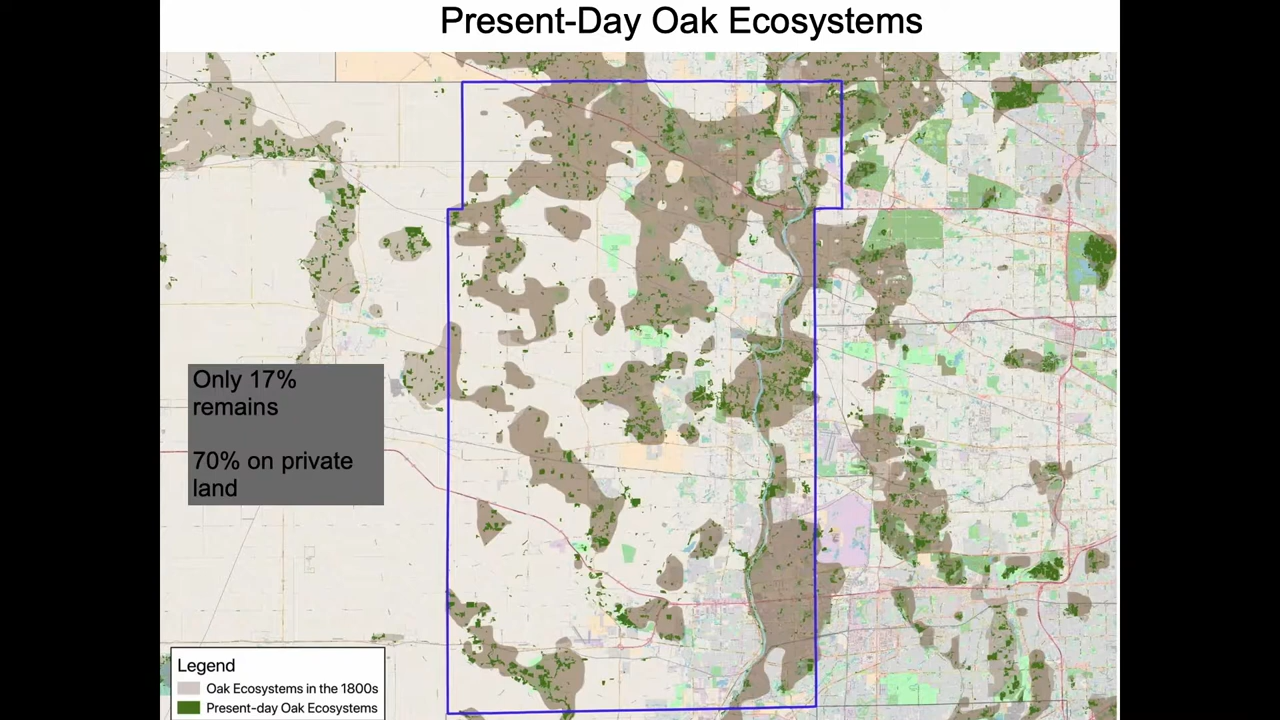 Present-Day Oak Ecosystems
Only 17%
remains
70% on private
land
Legend
Oak Ecosystems in the 1800s
Present-day Oak Ecosystems